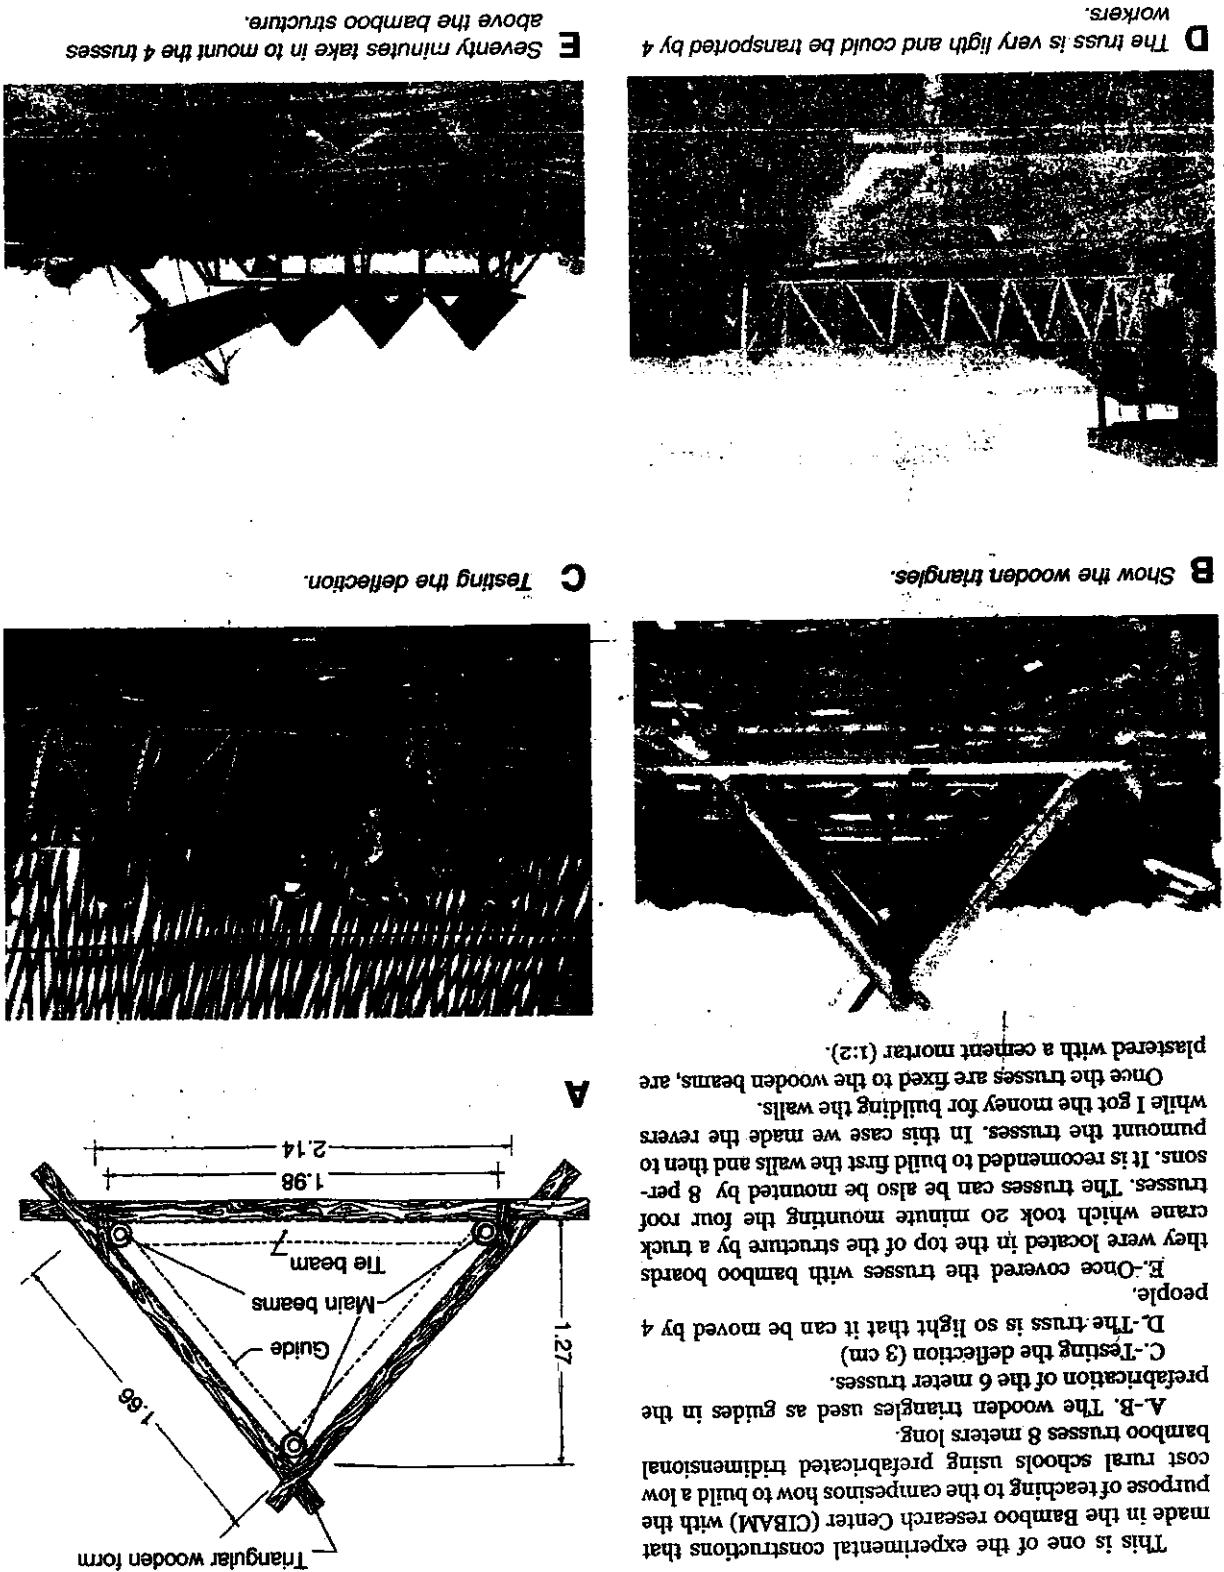 This is one of the experimental constructions that
made in the Bamboo research Center (CIBAM) with the
purpose of teaching to the campesinos how to build a low
cost rural schools using prefabricated tridimensional
bamboo trusses 8 meters long.
A.-B. The wooden triangles used as guides in the
prefabrication of the 6 meter trusses.
C.-Testing the deflection (3 cm)
D.-The truss is so light that it can be moved by 4
people.
E.-Once covered the trusses with bamboo boards
they were located in the top of the structure by a truck
crane which took 20 minute mounting the four roof
trusses. The trusses can be also be mounted by 8 per-
sons. It is recomended to build first the walls and then to
pumount the trusses. In this case we made the revers
while I got the money for building the walls.
Once the trusses are fixed to the wooden beams, are
plastered with a cement mortar (1:2).
Triangular wooden form
1.66
1.27
Guide
Main beams
Tie beam
7
1.98
2.14
A
B Show the wooden triangles.
C Testing the deflection.
D The truss is very ligth and could be transported by 4
workers.
E Seventy minutes take in to mount the 4 trusses
above the bamboo structure.